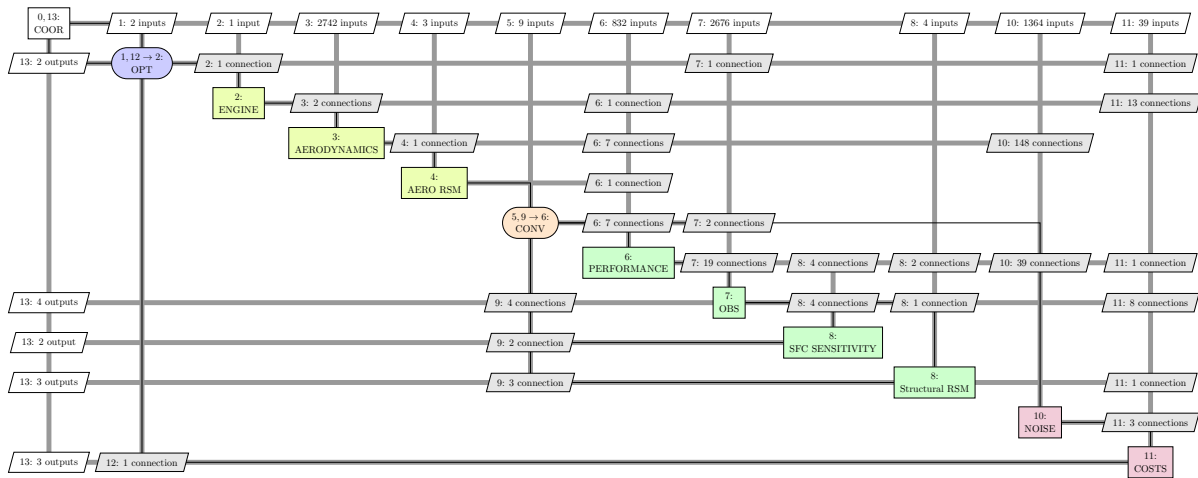 0, 13:
COOR
1: 2 inputs
2: 1 input
3: 2742 inputs
4: 3 inputs
5: 9 inputs
6: 832 inputs
7: 2676 inputs
8: 4 inputs
10: 1364 inputs
11: 39 inputs
13: 2 outputs
1, 12 → 2:
OPT
2: 1 connection
7: 1 connection
11: 1 connection
2:
ENGINE
3: 2 connections
6: 1 connection
11: 13 connections
3:
AERODYNAMICS
4: 1 connection
6: 7 connections
10: 148 connections
4:
AERO RSM
6: 1 connection
5, 9 → 6:
CONV
6: 7 connections
7: 2 connections
6:
PERFORMANCE
7: 19 connections
8: 4 connections
8: 2 connections
10: 39 connections
11: 1 connection
13: 4 outputs
9: 4 connections
7:
OBS
8: 4 connections
8: 1 connection
11: 8 connections
13: 2 output
9: 2 connection
8:
SFC SENSITIVITY
13: 3 outputs
9: 3 connection
8:
Structural RSM
11: 1 connection
10:
NOISE
11: 3 connections
13: 3 outputs
12: 1 connection
11:
COSTS